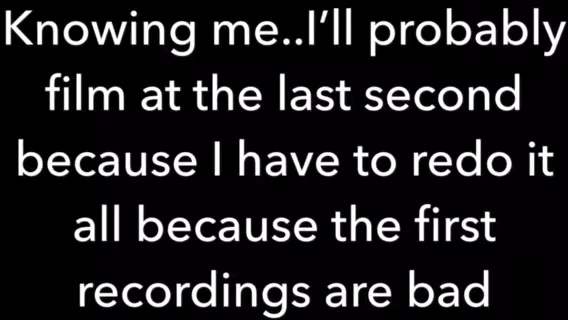 Knowing me..I’ll probably
film at the last second
because I have to redo it
all because the first
recordings are bad